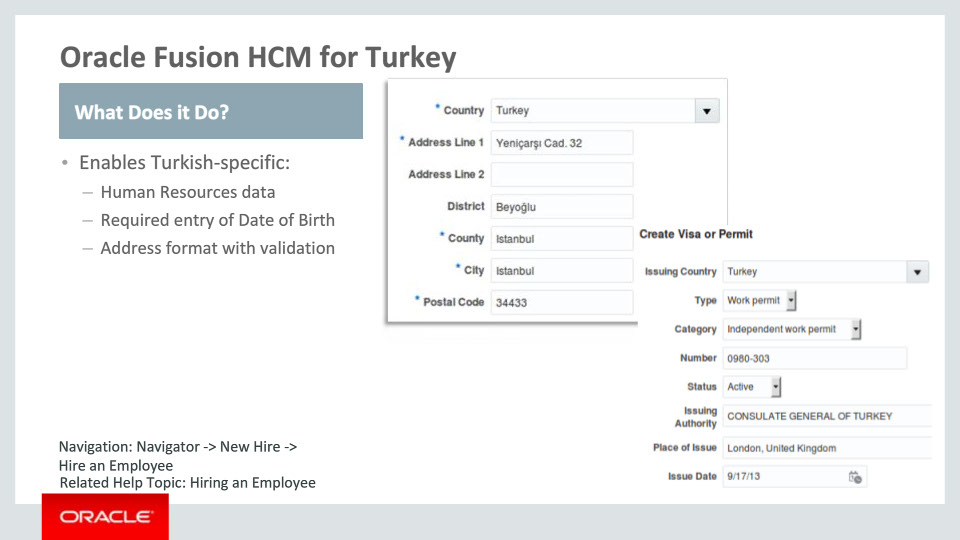 Oracle Fusion HCM for Turkey
What Does it Do?
• Enables Turkish-specific:
– Human Resources data
– Required entry of Date of Birth
– Address format with validation
* Country Turkey
* Address Line 1 Yeniçarşı Cad. 32
Address Line 2
District Beyoğlu
* County Istanbul
* City Istanbul
* Postal Code 34433
Create Visa or Permit
Issuing Country Turkey
Type Work permit
Category Independent work permit
Number 0980-303
Status Active
Issuing
Authority CONSULATE GENERAL OF TURKEY
Place of Issue London, United Kingdom
Issue Date 9/17/13
Navigation: Navigator -> New Hire ->
Hire an Employee
Related Help Topic: Hiring an Employee
ORACLE